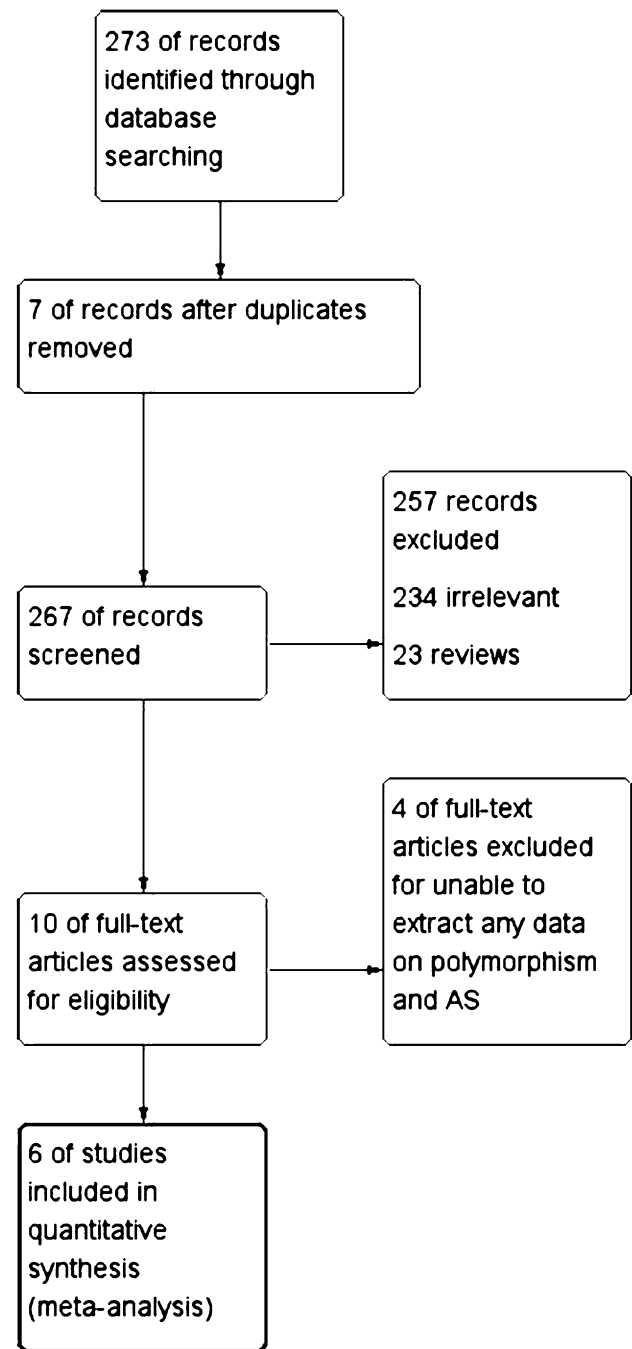 273 of records
identified through
database
searching
7 of records after duplicates
removed
257 records
excluded
234 irrelevant
23 reviews
267 of records
screened
4 of full-text
articles excluded
for unable to
extract any data
on polymorphism
and AS
10 of full-text
articles assessed
for eligibility
6 of studies
included in
quantitative
synthesis
(meta-analysis)